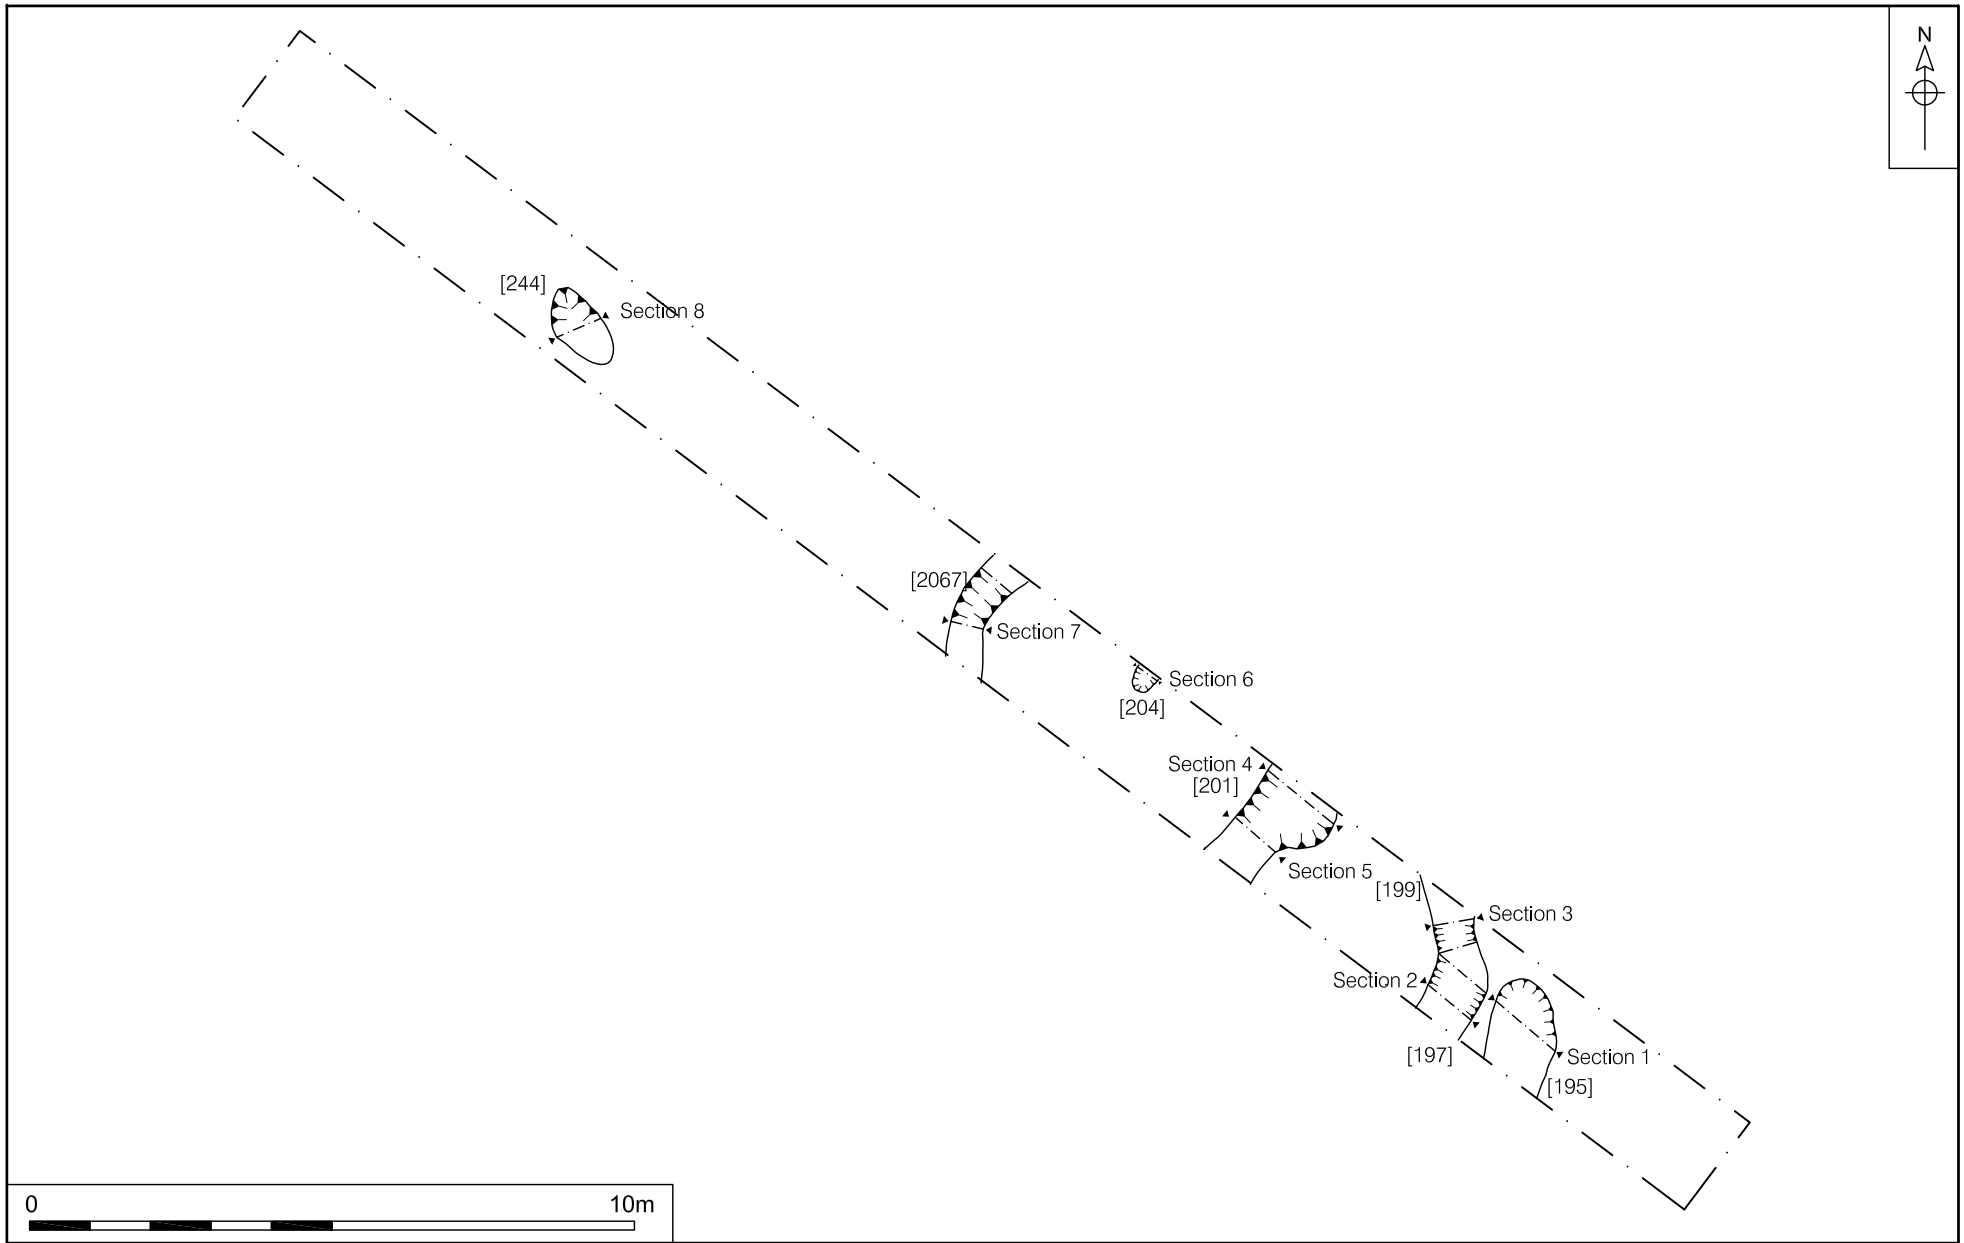 N
[244]
Section 8
[2067]
Section 7
Section 6
[204]
Section 4
[201]
Section 5
[199]
Section 3
Section 2
[197]
Section 1
[195]
0 10m